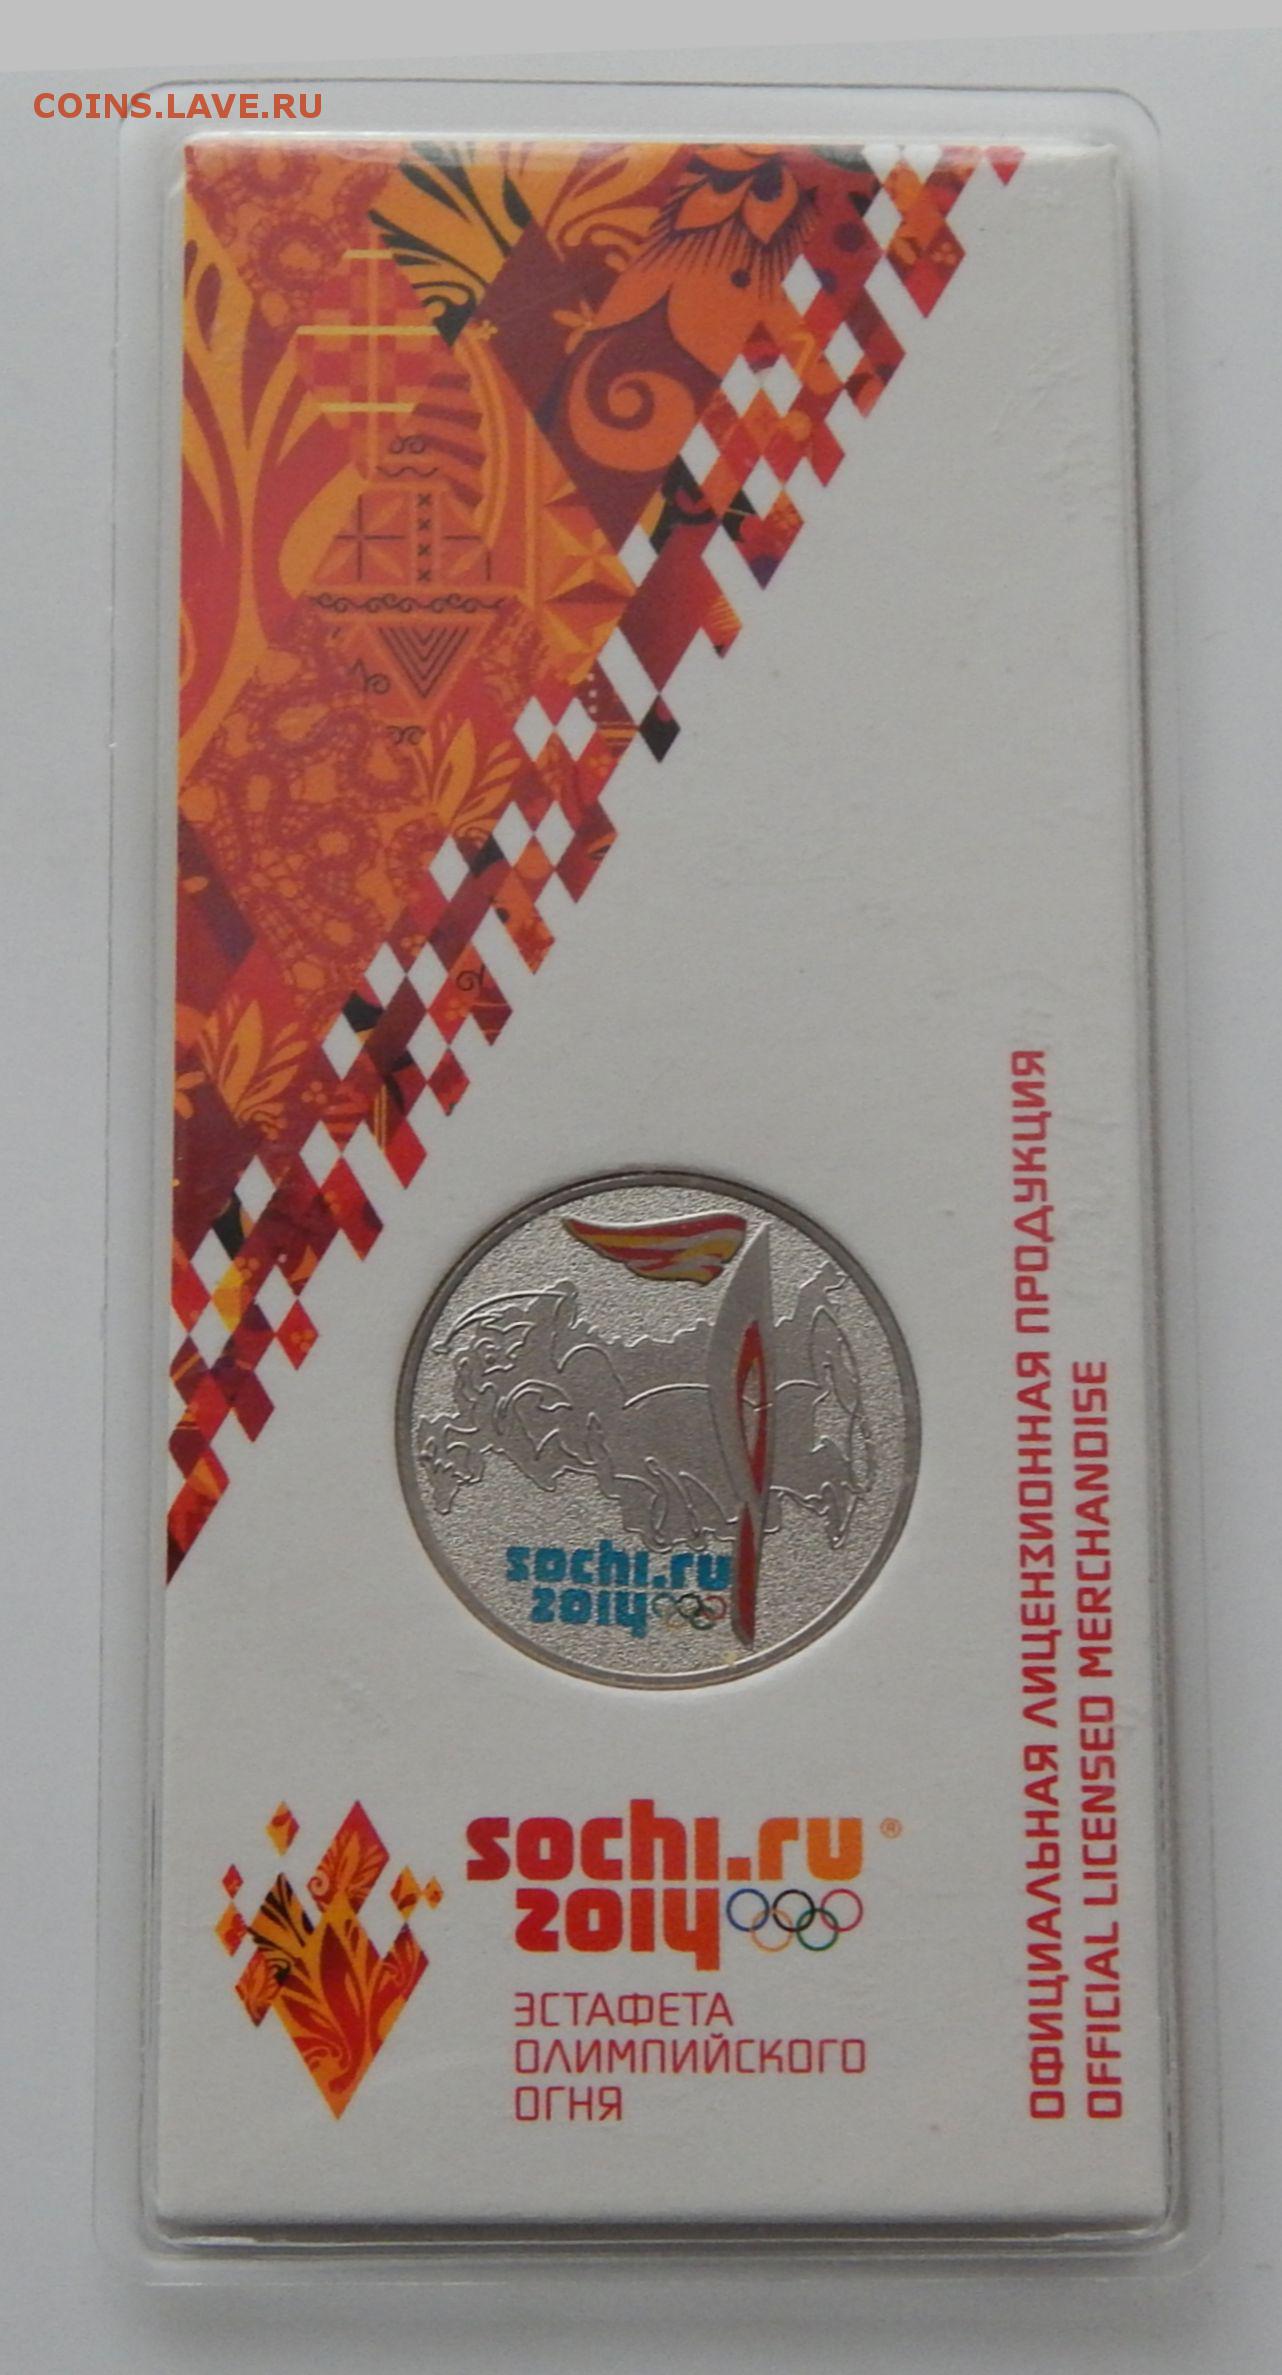 COINS.LAVE.RU
sochi.ru
2014
sochi.ru ®
2014
ЭСТАФЕТА
ОЛИМПИЙСКОГО
ОГНЯ
ОФИЦИАЛЬНАЯ ЛИЦЕНЗИОННАЯ ПРОДУКЦИЯ
OFFICIAL LICENSED MERCHANDISE